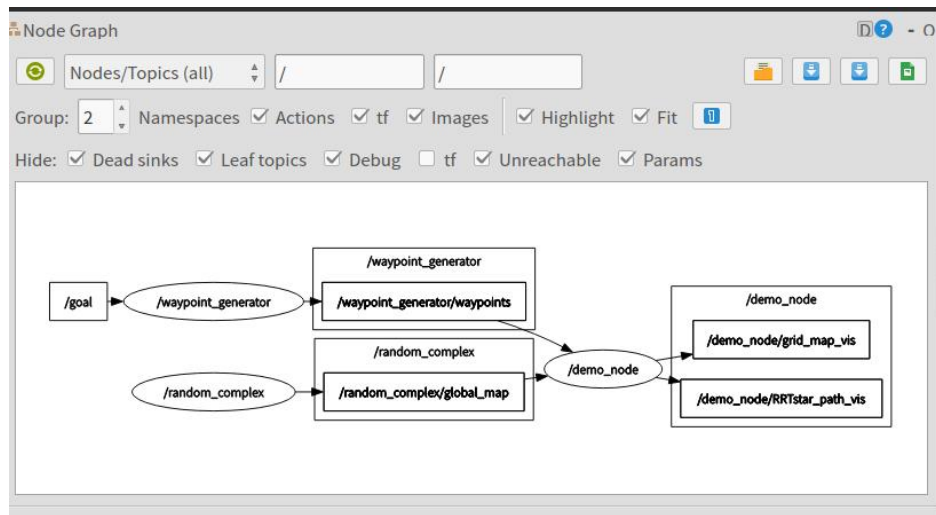 Node Graph
D ? - O
Nodes/Topics (all) / /
Group: 2 Namespaces Actions tf Images Highlight Fit
Hide: Dead sinks Leaf topics Debug tf Unreachable Params
/waypoint_generator
/goal
/waypoint_generator
/waypoint_generator/waypoints
/demo_node
/demo_node/grid_map_vis
/random_complex
/demo_node
/random_complex
/random_complex/global_map
/demo_node/RRTstar_path_vis